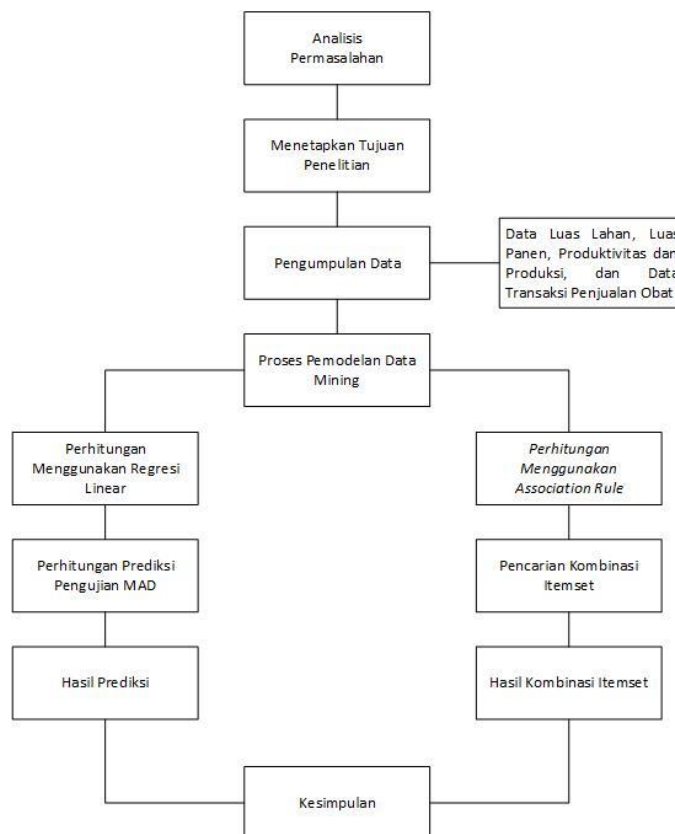 Analisis
Permasalahan
Menetapkan Tujuan
Penelitian
Pengumpulan Data
Data Luas Lahan, Luas
Panen, Produktivitas dan
Produksi, dan Data
Transaksi Penjualan Obat
Proses Pemodelan Data
Mining
Perhitungan
Menggunakan Regresi
Linear
Perhitungan
Menggunakan
Association Rule
Perhitungan Prediksi
Pengujian MAD
Pencarian Kombinasi
Itemset
Hasil Prediksi
Hasil Kombinasi Itemset
Kesimpulan